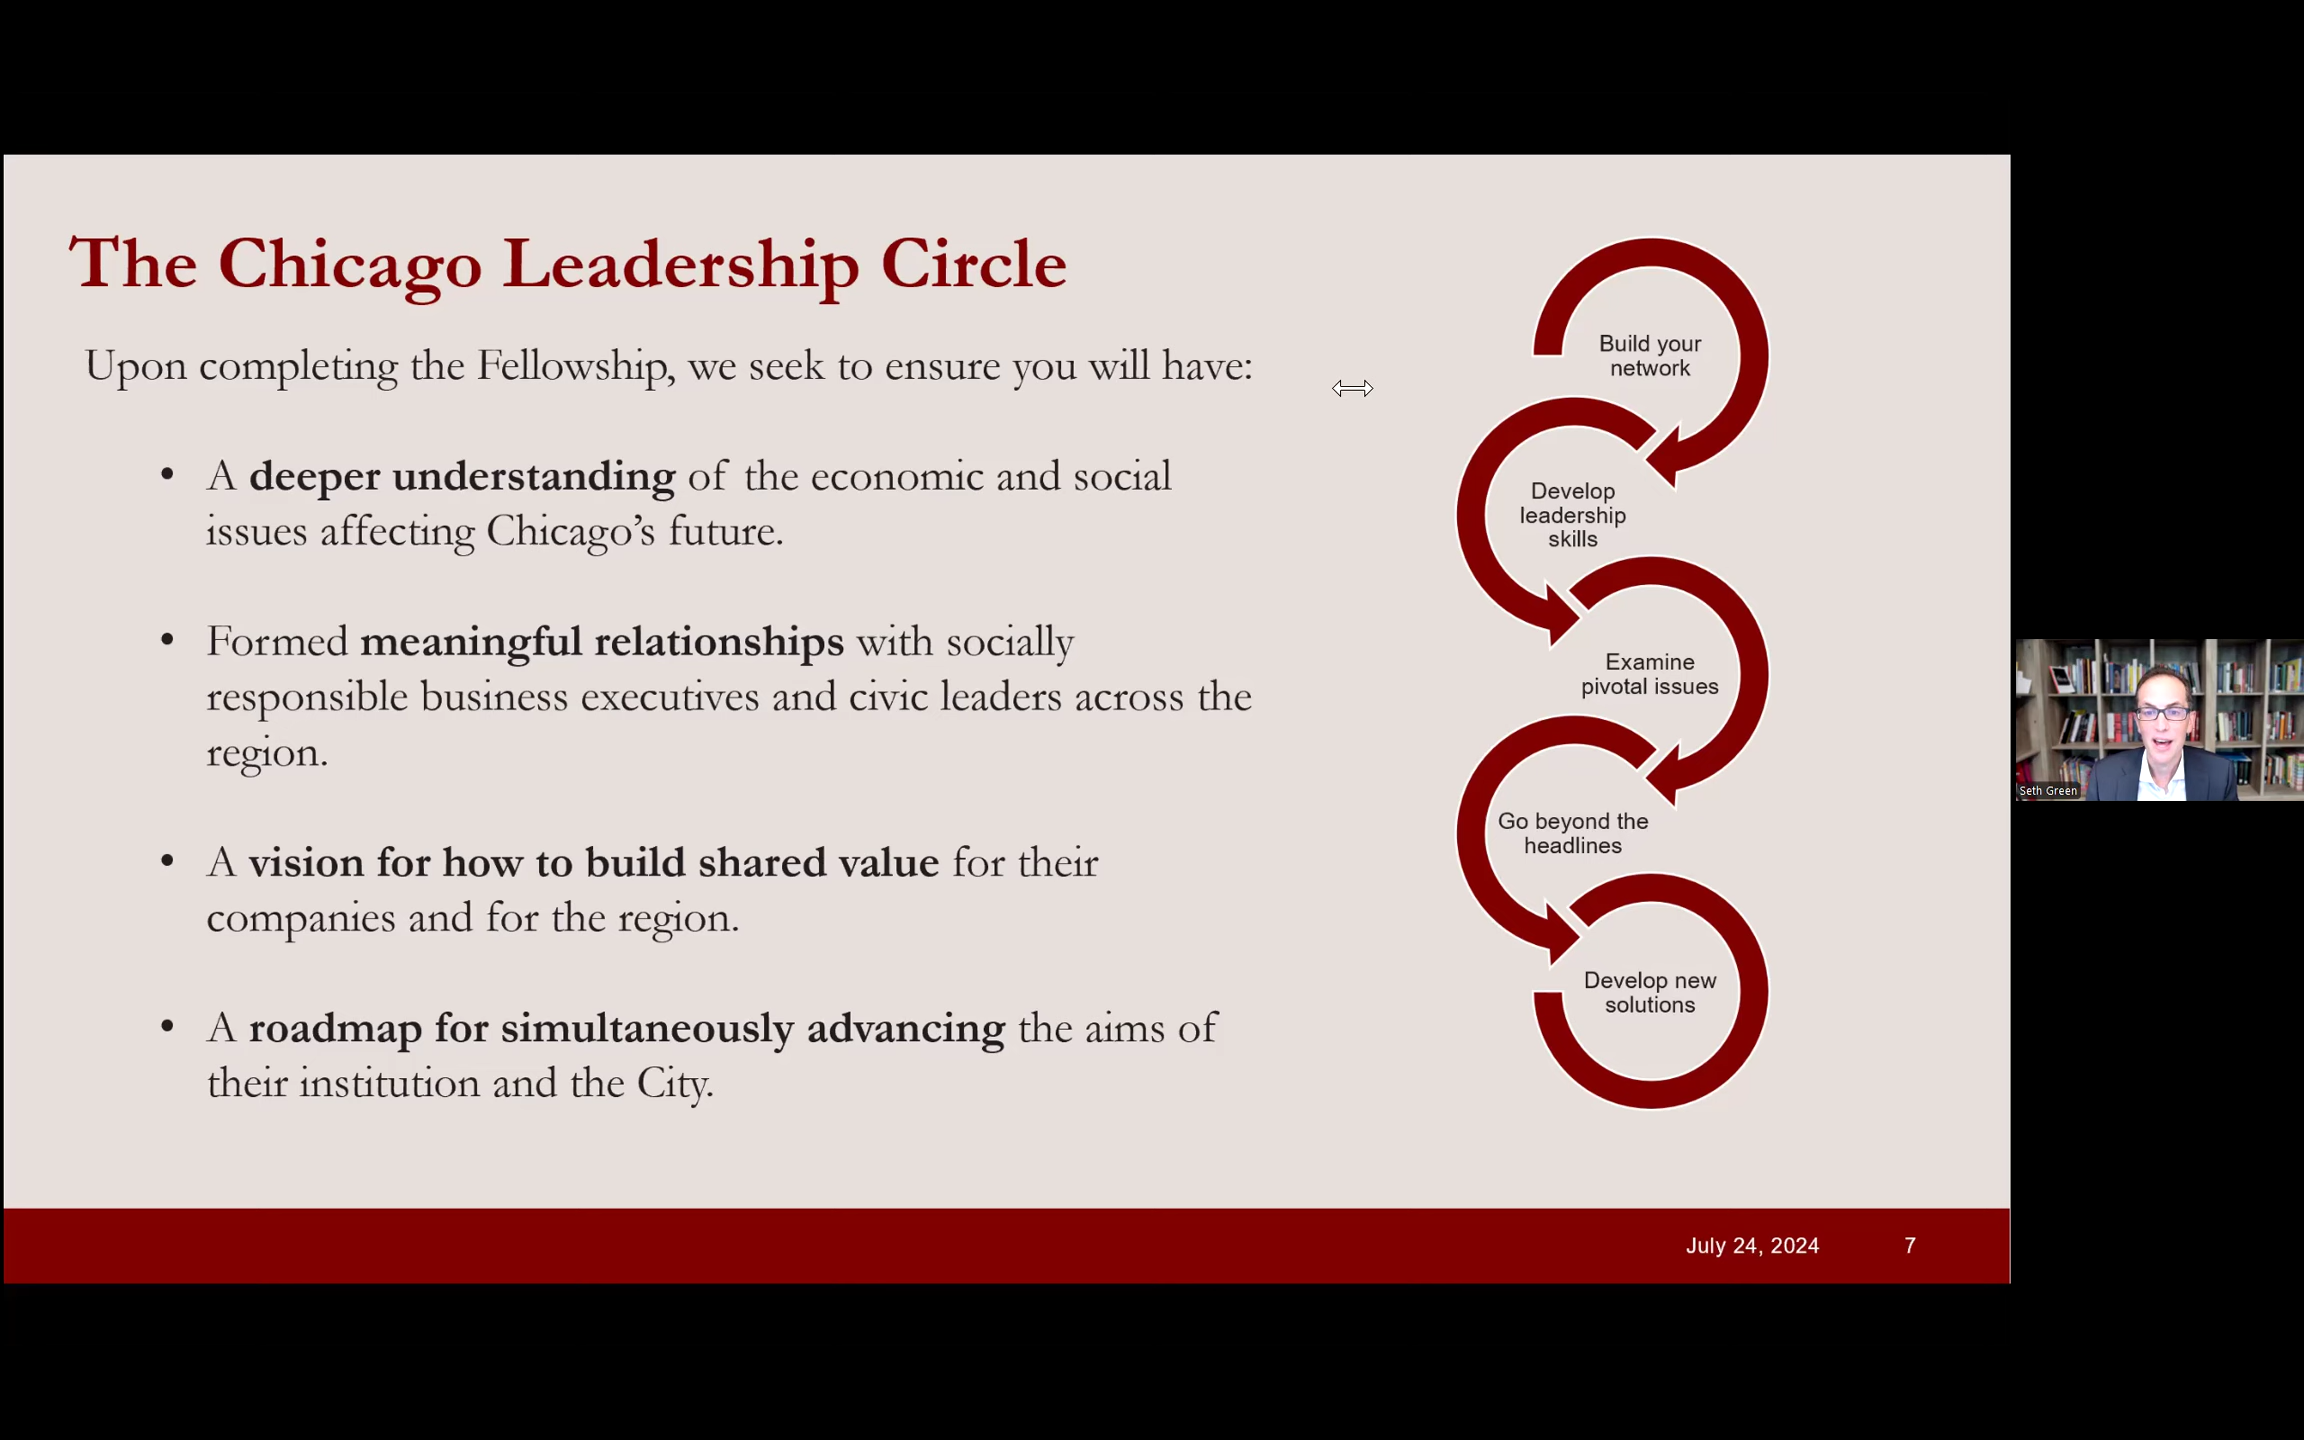 The Chicago Leadership Circle
Upon completing the Fellowship, we seek to ensure you will have:
• A deeper understanding of the economic and social
issues affecting Chicago’s future.
• Formed meaningful relationships with socially
responsible business executives and civic leaders across the
region.
• A vision for how to build shared value for their
companies and for the region.
• A roadmap for simultaneously advancing the aims of
their institution and the City.
Build your
network
Develop
leadership
skills
Examine
pivotal issues
Go beyond the
headlines
Develop new
solutions
Seth Green
July 24, 2024
7